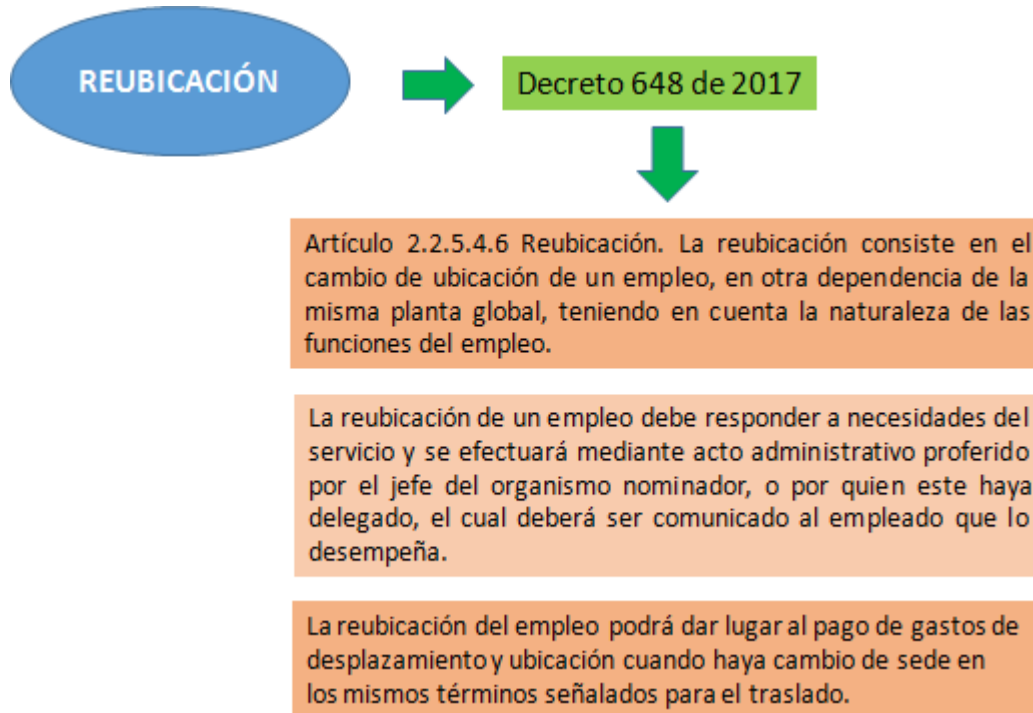 REUBICACIÓN
Decreto 648 de 2017
Artículo 2.2.5.4.6 Reubicación. La reubicación consiste en el
cambio de ubicación de un empleo, en otra dependencia de la
misma planta global, teniendo en cuenta la naturaleza de las
funciones del empleo.
La reubicación de un empleo debe responder a necesidades del
servicio y se efectuará mediante acto administrativo proferido
por el jefe del organismo nominador, o por quien este haya
delegado, el cual deberá ser comunicado al empleado que lo
desempeña.
La reubicación del empleo podrá dar lugar al pago de gastos de
desplazamiento y ubicación cuando haya cambio de sede en
los mismos términos señalados para el traslado.